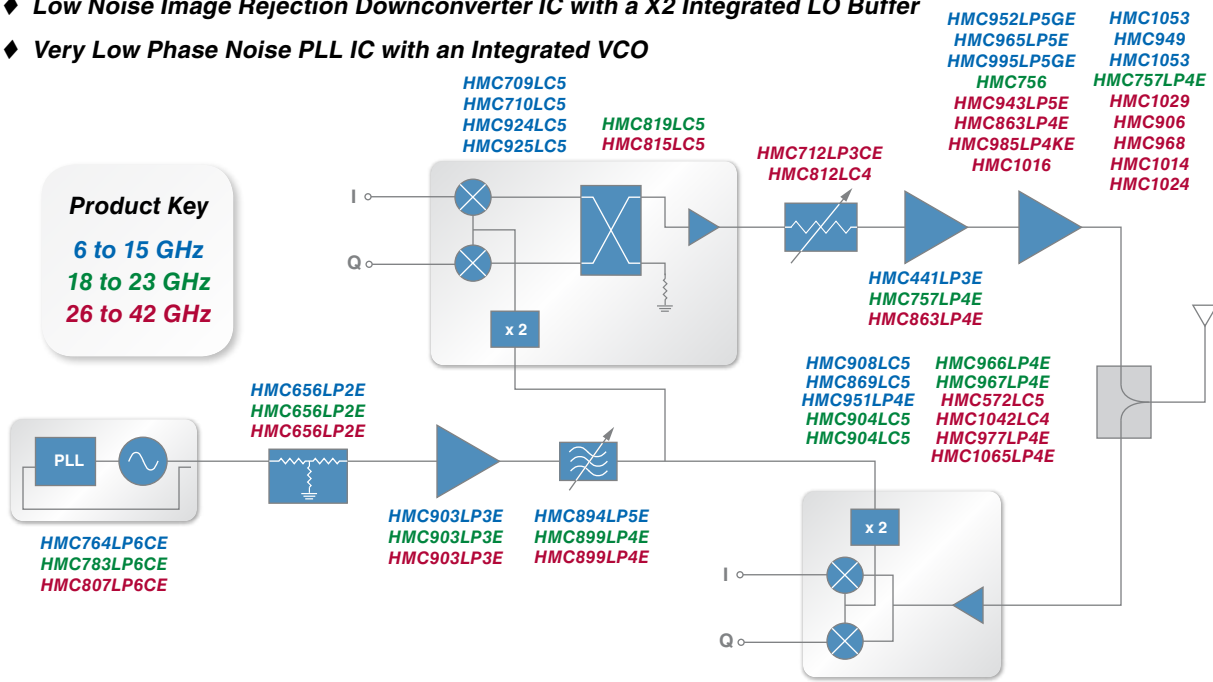 ♦ Low Noise Image Rejection Downconverter IC with a X2 Integrated LO Buffer
♦ Very Low Phase Noise PLL IC with an Integrated VCO
HMC952LP5GE
HMC965LP5E
HMC995LP5GE
HMC756
HMC943LP5E
HMC863LP4E
HMC985LP4KE
HMC1016
HMC1053
HMC949
HMC1053
HMC757LP4E
HMC1029
HMC906
HMC968
HMC1014
HMC1024
HMC709LC5
HMC710LC5
HMC924LC5
HMC925LC5
HMC819LC5
HMC815LC5
HMC712LP3CE
HMC812LC4
Product Key
6 to 15 GHz
18 to 23 GHz
26 to 42 GHz
I
Q
x 2
HMC441LP3E
HMC757LP4E
HMC863LP4E
HMC656LP2E
HMC656LP2E
HMC656LP2E
HMC908LC5
HMC869LC5
HMC951LP4E
HMC904LC5
HMC904LC5
HMC966LP4E
HMC967LP4E
HMC572LC5
HMC1042LC4
HMC977LP4E
HMC1065LP4E
PLL
HMC764LP6CE
HMC783LP6CE
HMC807LP6CE
HMC903LP3E
HMC903LP3E
HMC903LP3E
HMC894LP5E
HMC899LP4E
HMC899LP4E
x 2
I
Q